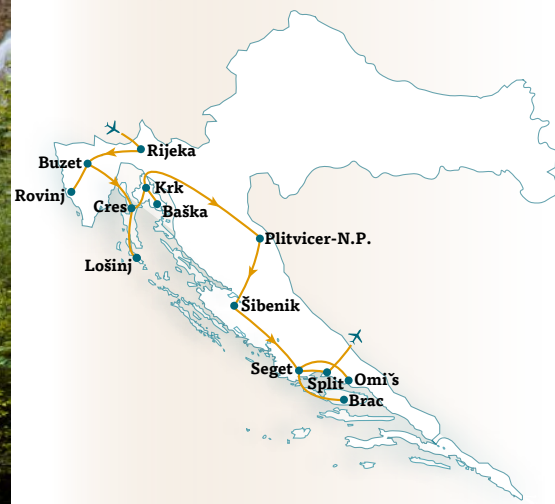 Rijeka
Buzet
Krk
Rovinj
Cres
Baška
Plitvicer-N.P.
Lošinj
Šibenik
Seget
Split
Omiš
Brac